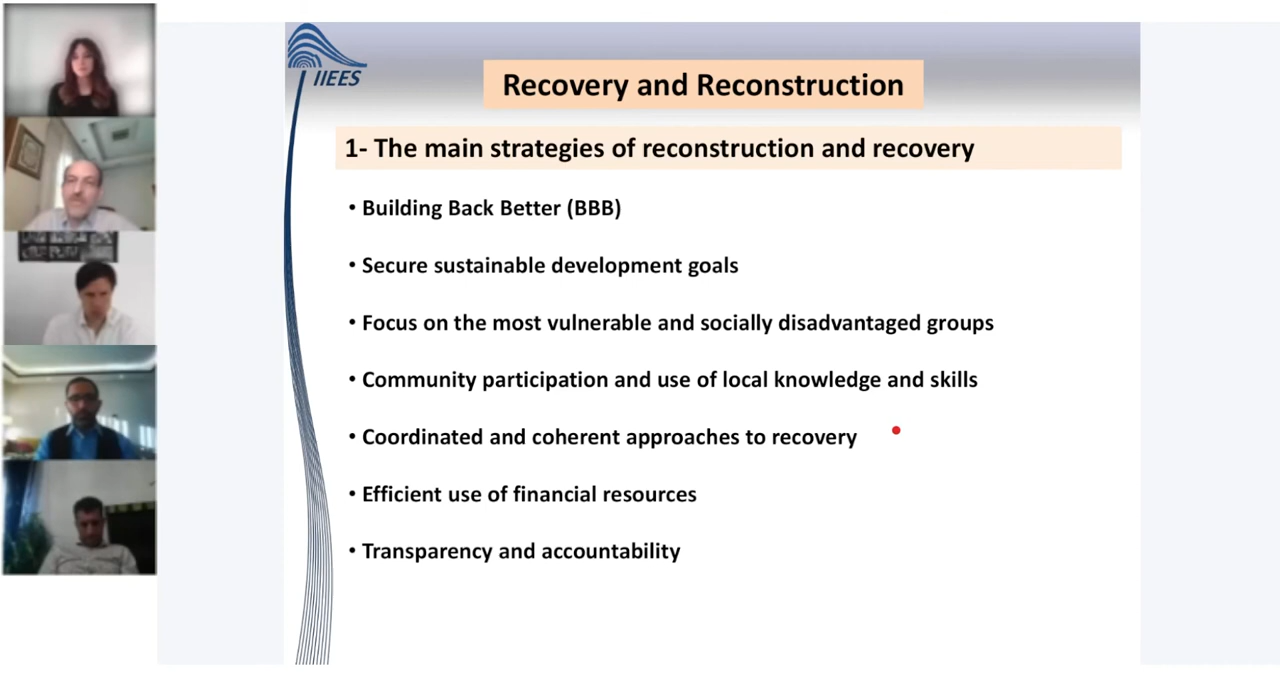 IIEES
Recovery and Reconstruction
1- The main strategies of reconstruction and recovery
• Building Back Better (BBB)
• Secure sustainable development goals
• Focus on the most vulnerable and socially disadvantaged groups
• Community participation and use of local knowledge and skills
• Coordinated and coherent approaches to recovery
• Efficient use of financial resources
• Transparency and accountability